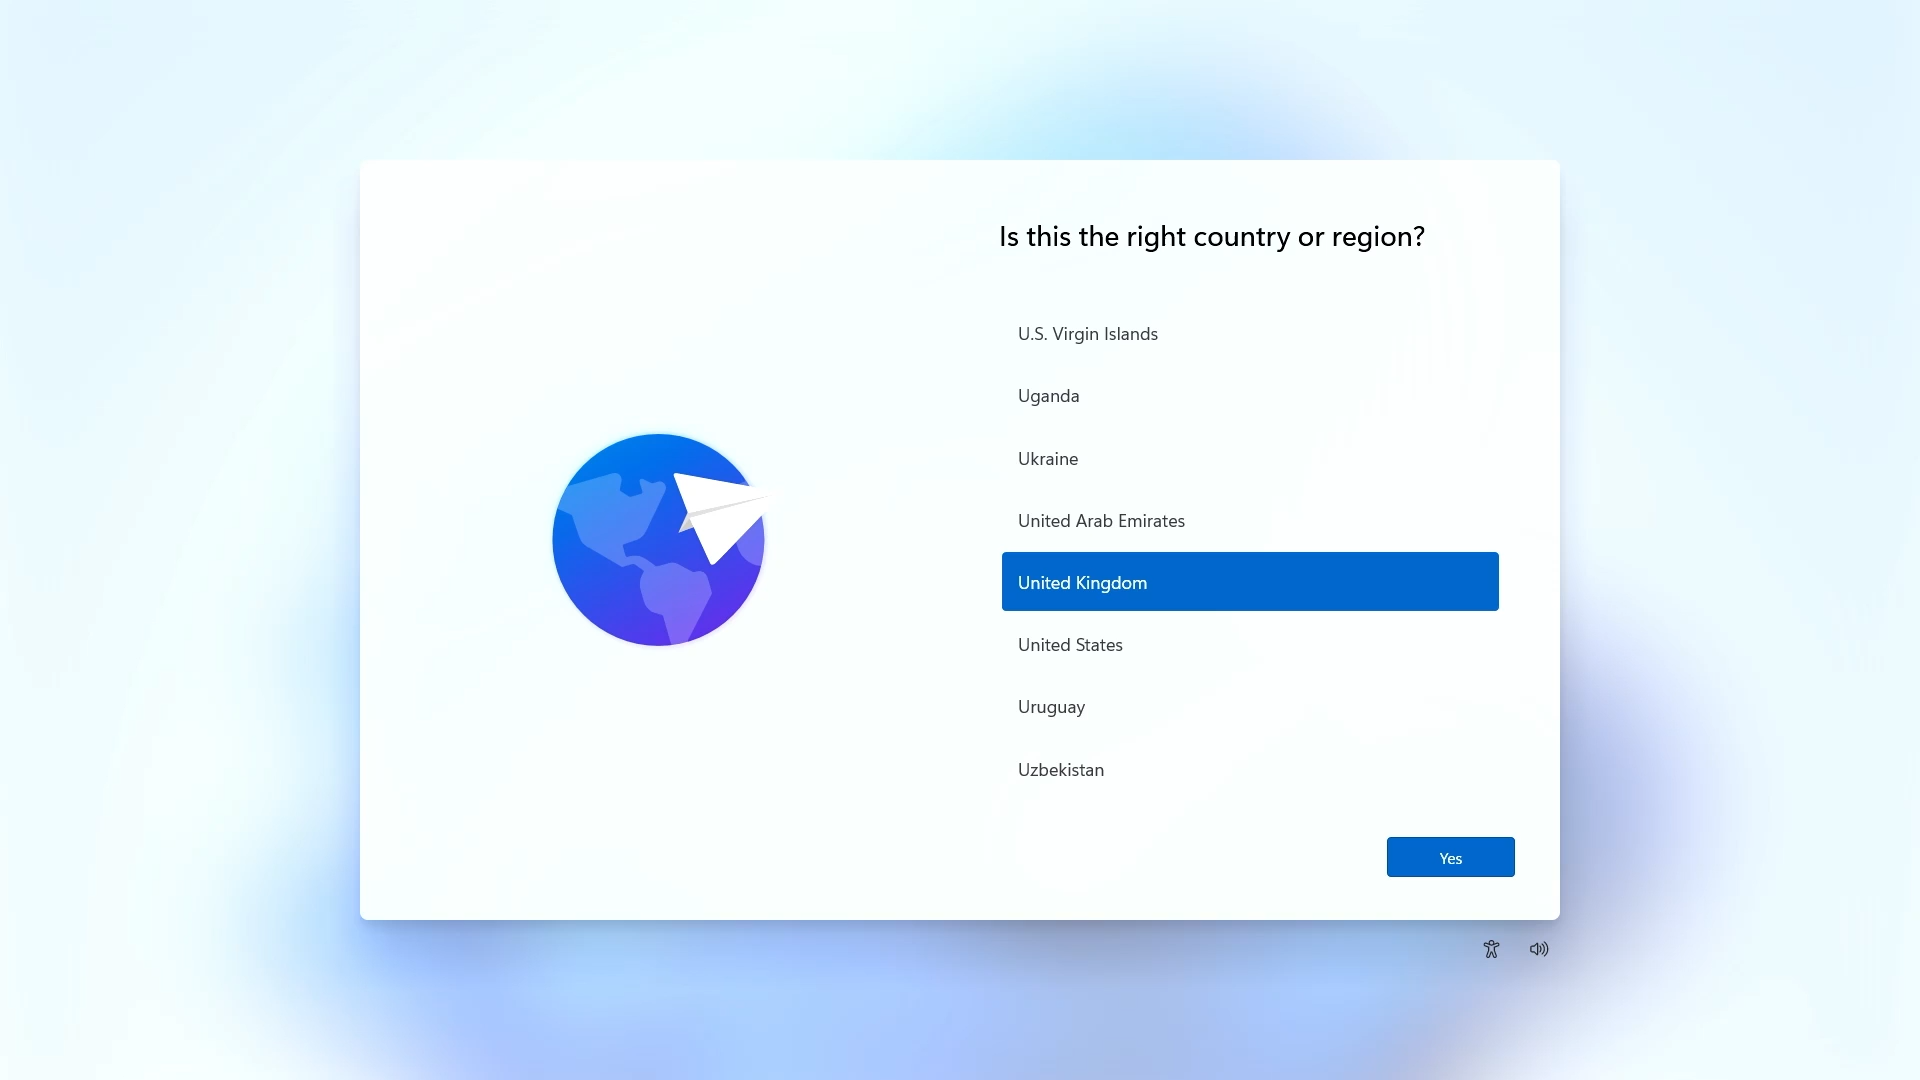 Is this the right country or region?
U.S. Virgin Islands
Uganda
Ukraine
United Arab Emirates
United Kingdom
United States
Uruguay
Uzbekistan
Yes